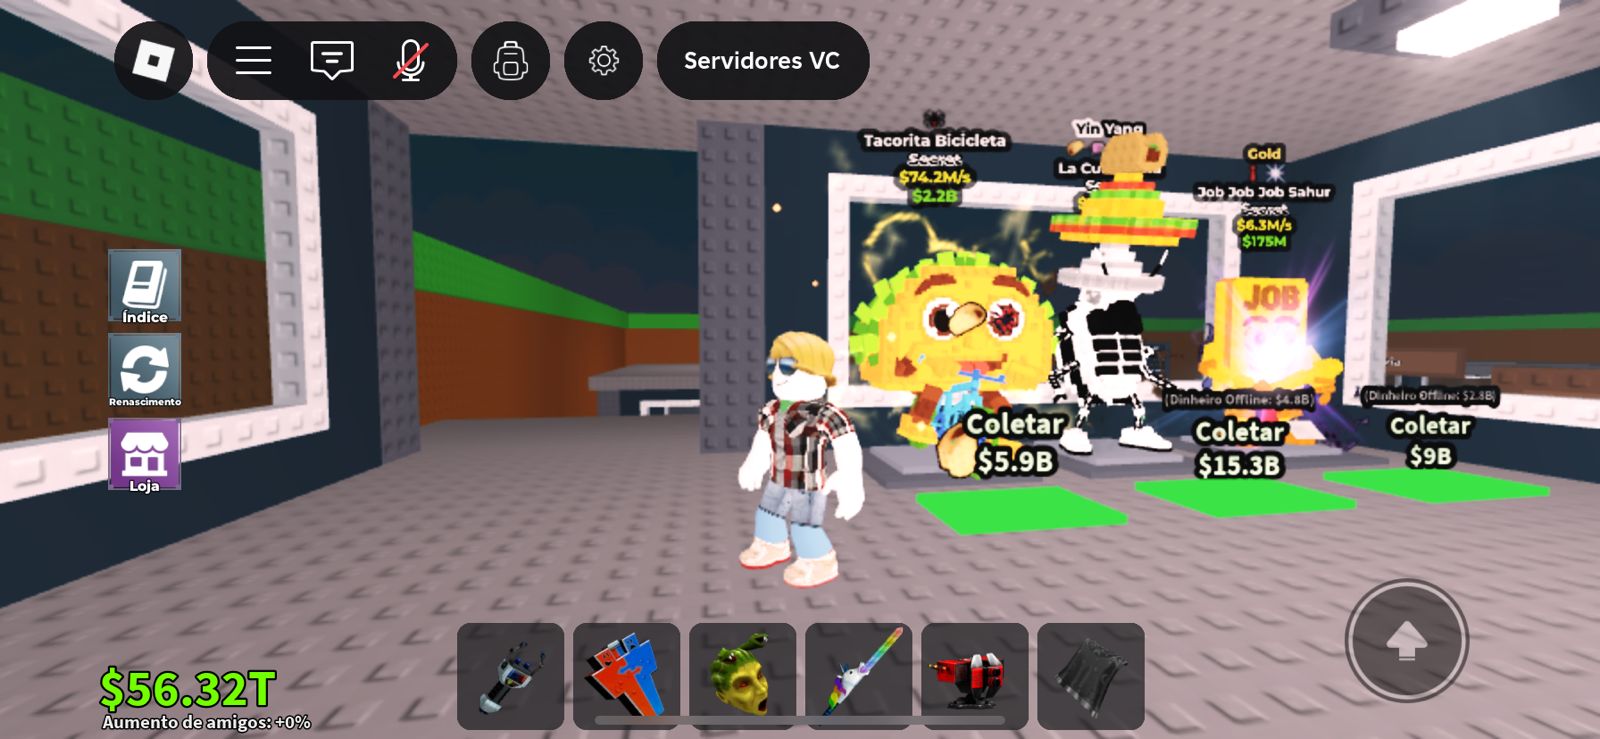 Servidores VC
Tacorita Bicicleta
Secret
$74.2M/s
$2.2B
Yin Yang
La Cu
Gold
Job Job Job Sahur
Secret
$6.3M/s
$175M
JOB
Índice
Renascimento
Loja
Coletar
$5.9B
(Dinheiro Offline: $4.8B)
Coletar
$15.3B
(Dinheiro Offline: $2.8B)
Coletar
$9B
$56.32T
Aumento de amigos: +0%